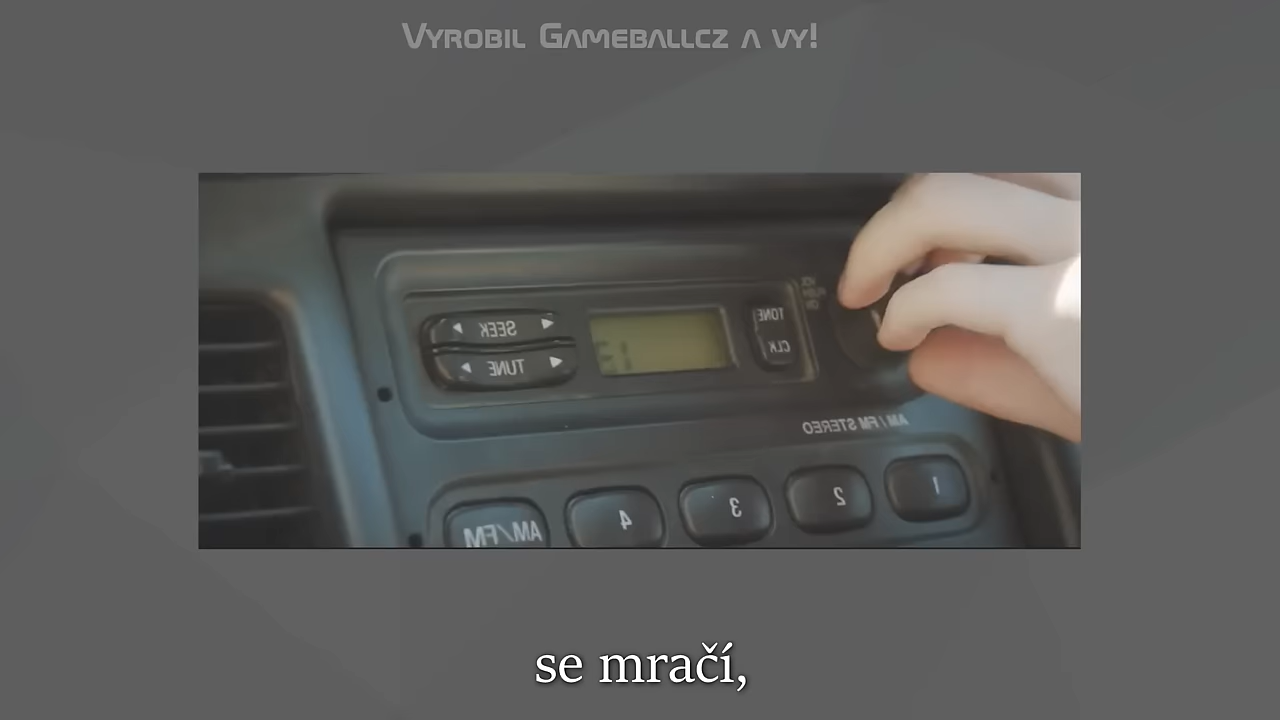 Vyrobil Gameballcz a vy!
SEEK
TUNE
TONE
CLK
AM/FM STEREO
1
2
3
4
AM/FM
se mračí,